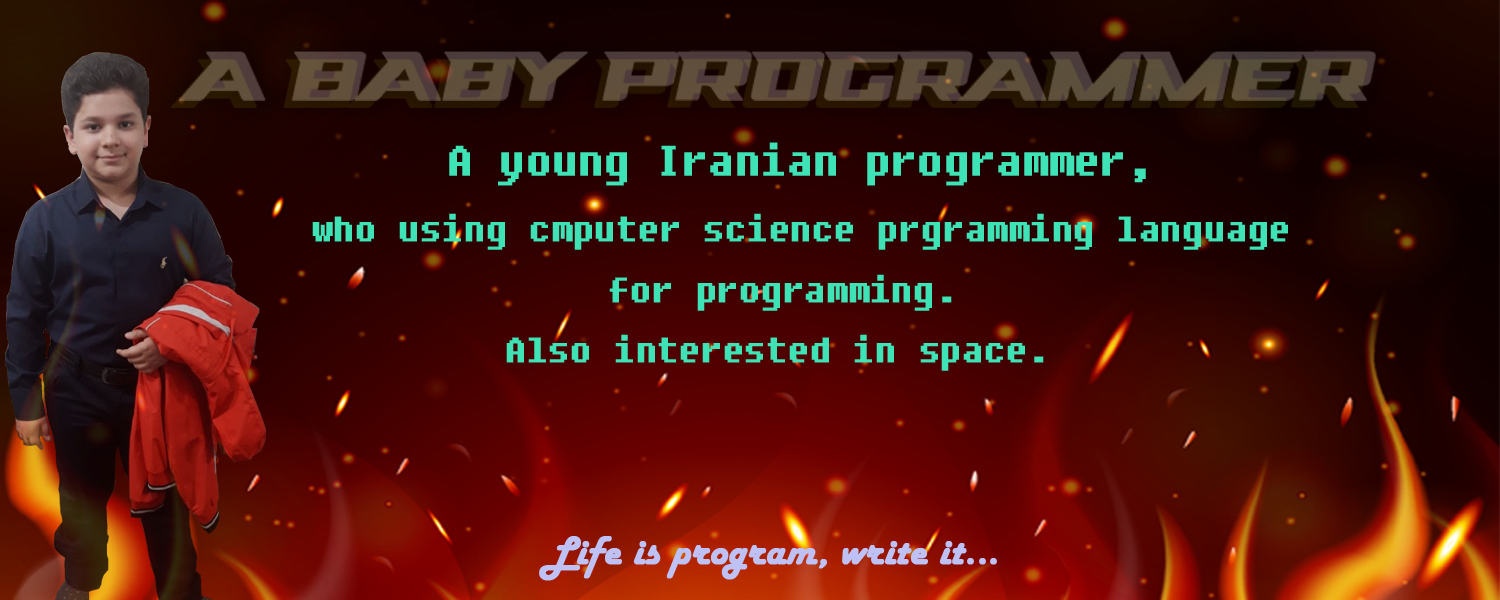 A BABY PROGRAMMER
A young Iranian programmer,
who using cmputer science prgramming language
for programming.
Also interested in space.
Life is program, write it...